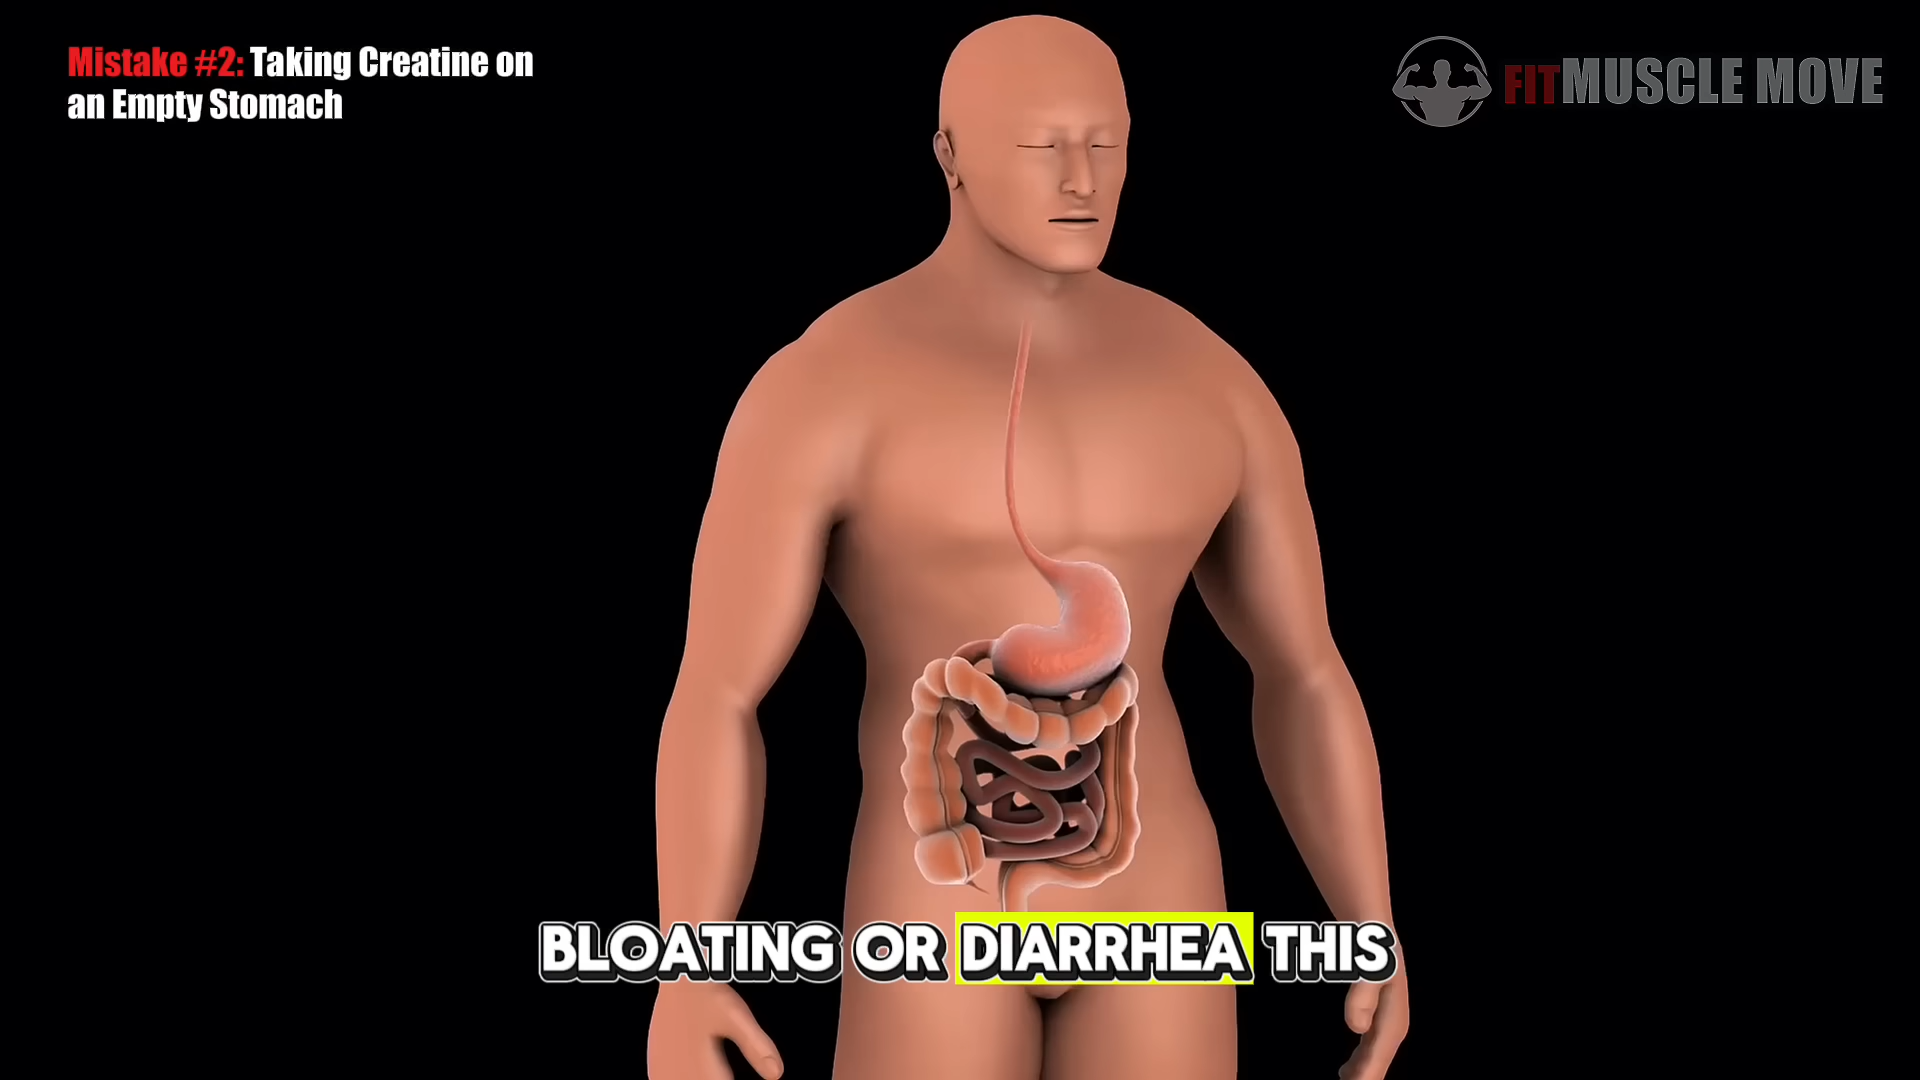 Mistake #2: Taking Creatine on
an Empty Stomach
FITMUSCLE MOVE
BLOATING OR DIARRHEA THIS